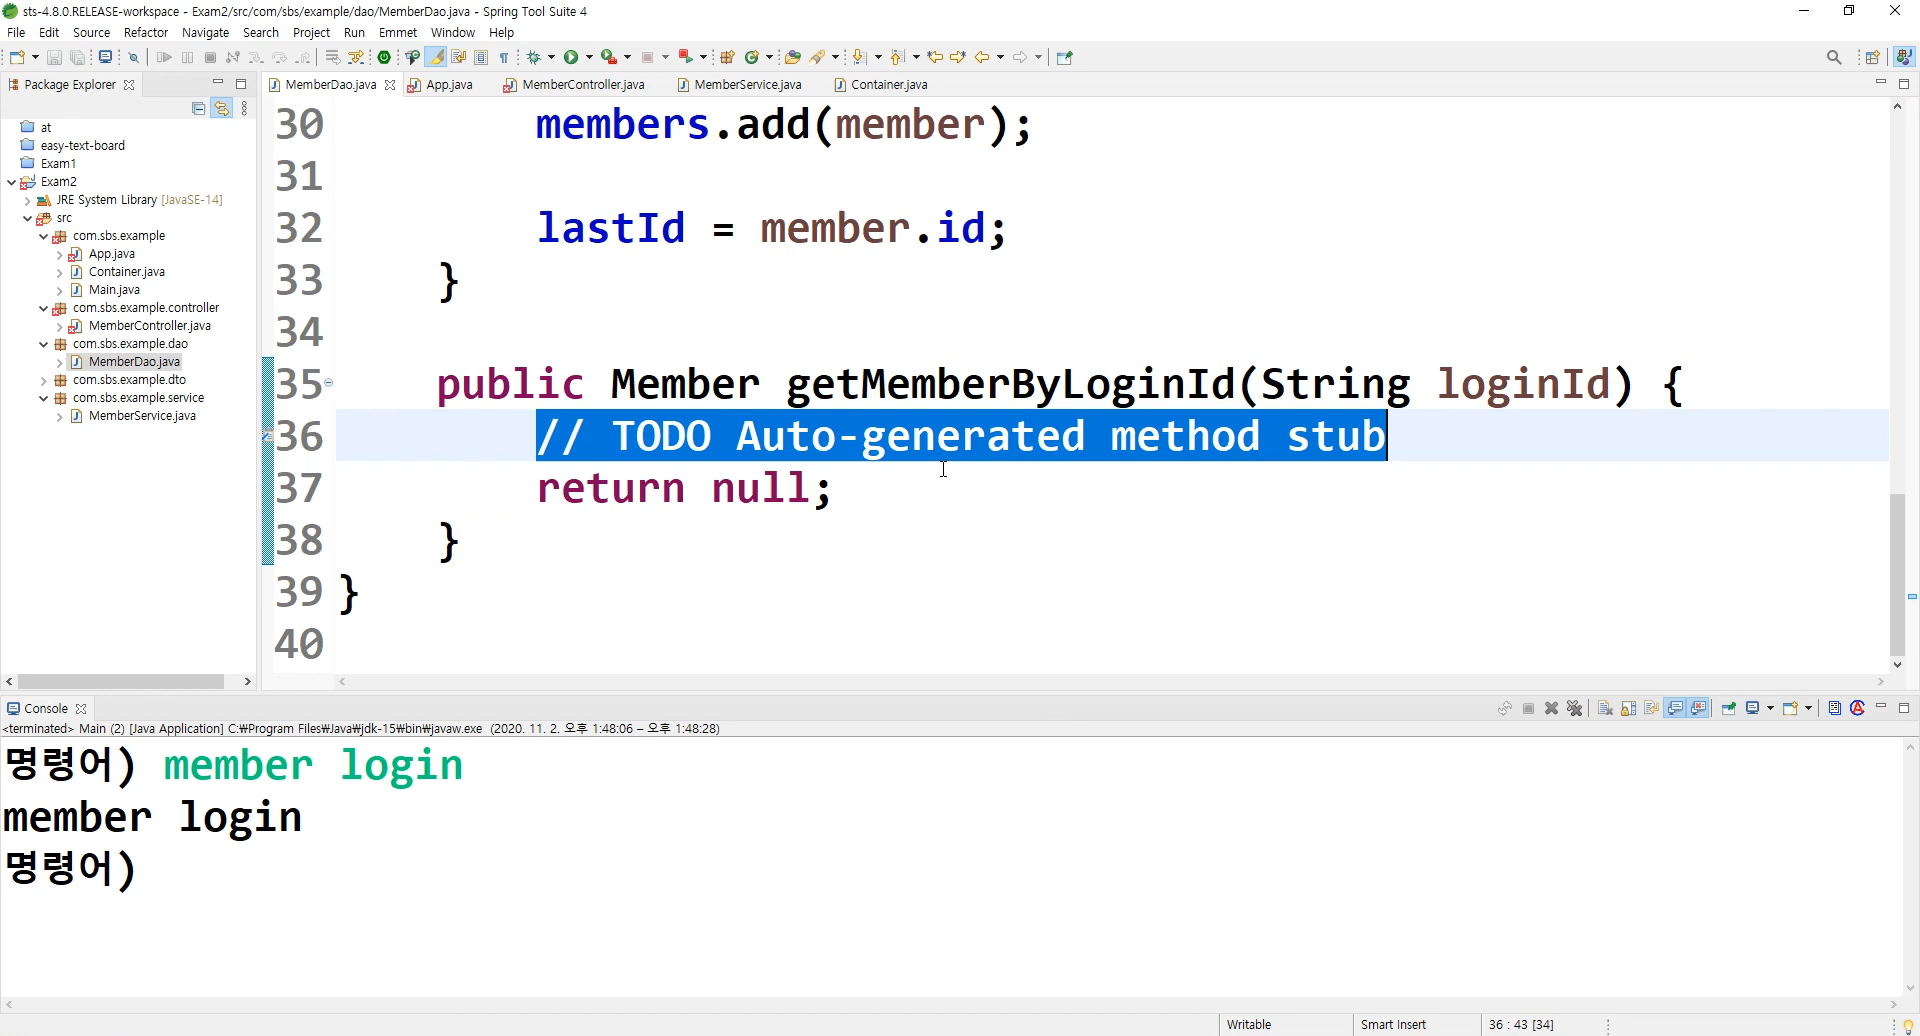 sts-4.8.0.RELEASE-workspace - Exam2/src/com/sbs/example/dao/MemberDao.java - Spring Tool Suite 4
File Edit Source Refactor Navigate Search Project Run Emmet Window Help
Package Explorer
MemberDao.java App.java MemberController.java MemberService.java Container.java
at
easy-text-board
Exam1
Exam2
JRE System Library [JavaSE-14]
src
com.sbs.example
App.java
Container.java
Main.java
com.sbs.example.controller
MemberController.java
com.sbs.example.dao
MemberDao.java
com.sbs.example.dto
com.sbs.example.service
MemberService.java
30 members.add(member);
31
32 lastId = member.id;
33 }
34
35 public Member getMemberByLoginId(String loginId) {
36 // TODO Auto-generated method stub
37 return null;
38 }
39 }
40
Console
<terminated> Main (2) [Java Application] C:₩Program Files₩Java₩jdk-15₩bin₩javaw.exe (2020. 11. 2. 오후 1:48:06 – 오후 1:48:28)
명령어) member login
member login
명령어)
Writable Smart Insert 36 : 43 [34]